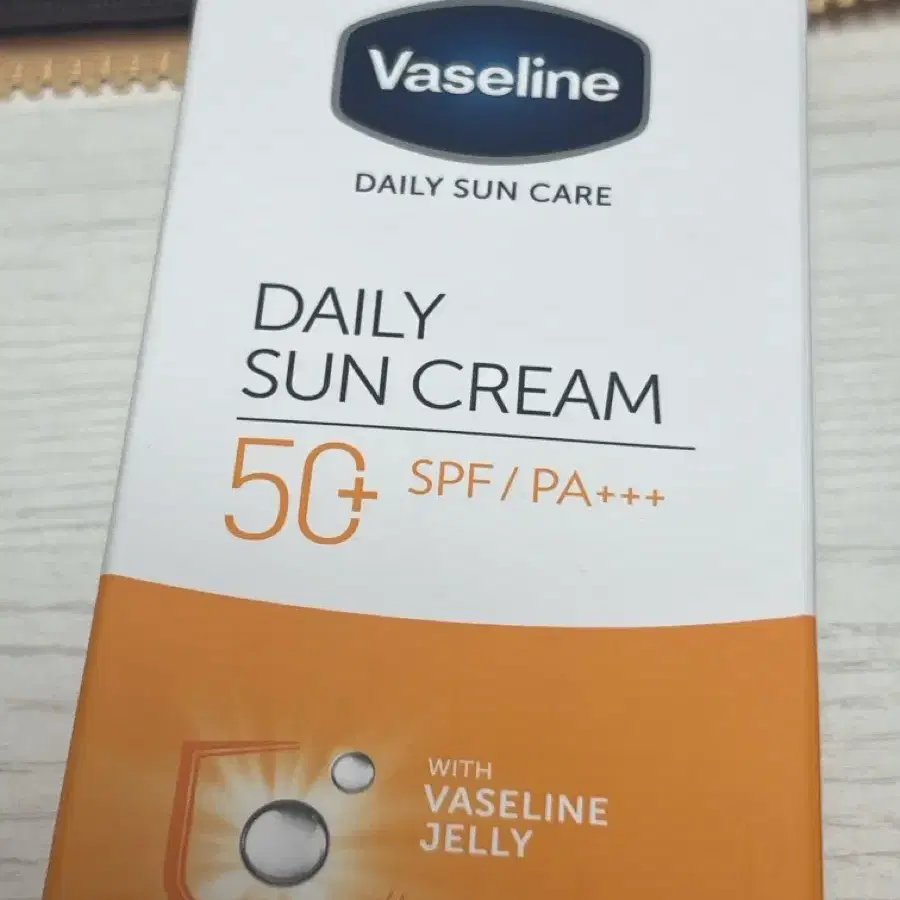 Vaseline
DAILY SUN CARE
DAILY
SUN CREAM
50+ SPF / PA+++
WITH
VASELINE
JELLY